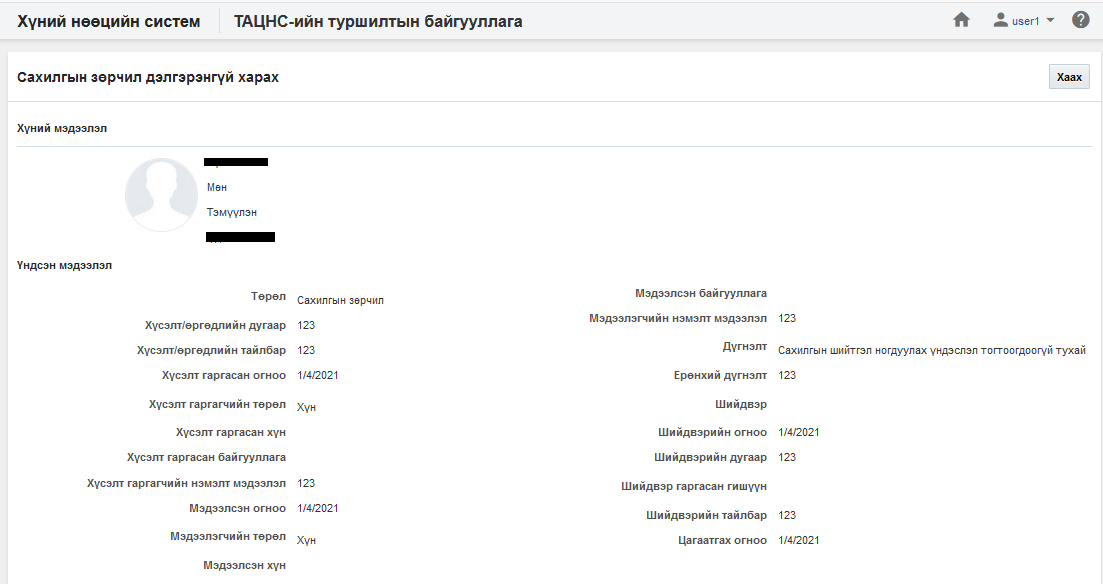 Хүний нөөцийн систем ТАЦНС-ийн туршилтын байгууллага user1
Сахилгын зөрчил дэлгэрэнгүй харах Хаах
Хүний мэдээлэл
Мөн
Тэмүүлэн
Үндсэн мэдээлэл
Төрөл Сахилгын зөрчил
Хүсэлт/өргөдлийн дугаар 123
Хүсэлт/өргөдлийн тайлбар 123
Хүсэлт гаргасан огноо 1/4/2021
Хүсэлт гаргагчийн төрөл Хүн
Хүсэлт гаргасан хүн
Хүсэлт гаргасан байгууллага
Хүсэлт гаргагчийн нэмэлт мэдээлэл 123
Мэдээлсэн огноо 1/4/2021
Мэдээлэгчийн төрөл Хүн
Мэдээлсэн хүн
Мэдээлсэн байгууллага
Мэдээлэгчийн нэмэлт мэдээлэл 123
Дүгнэлт Сахилгын шийтгэл ногдуулах үндэслэл тогтоогдоогүй тухай
Ерөнхий дүгнэлт 123
Шийдвэр
Шийдвэрийн огноо 1/4/2021
Шийдвэрийн дугаар 123
Шийдвэр гаргасан гишүүн
Шийдвэрийн тайлбар 123
Цагаатгах огноо 1/4/2021